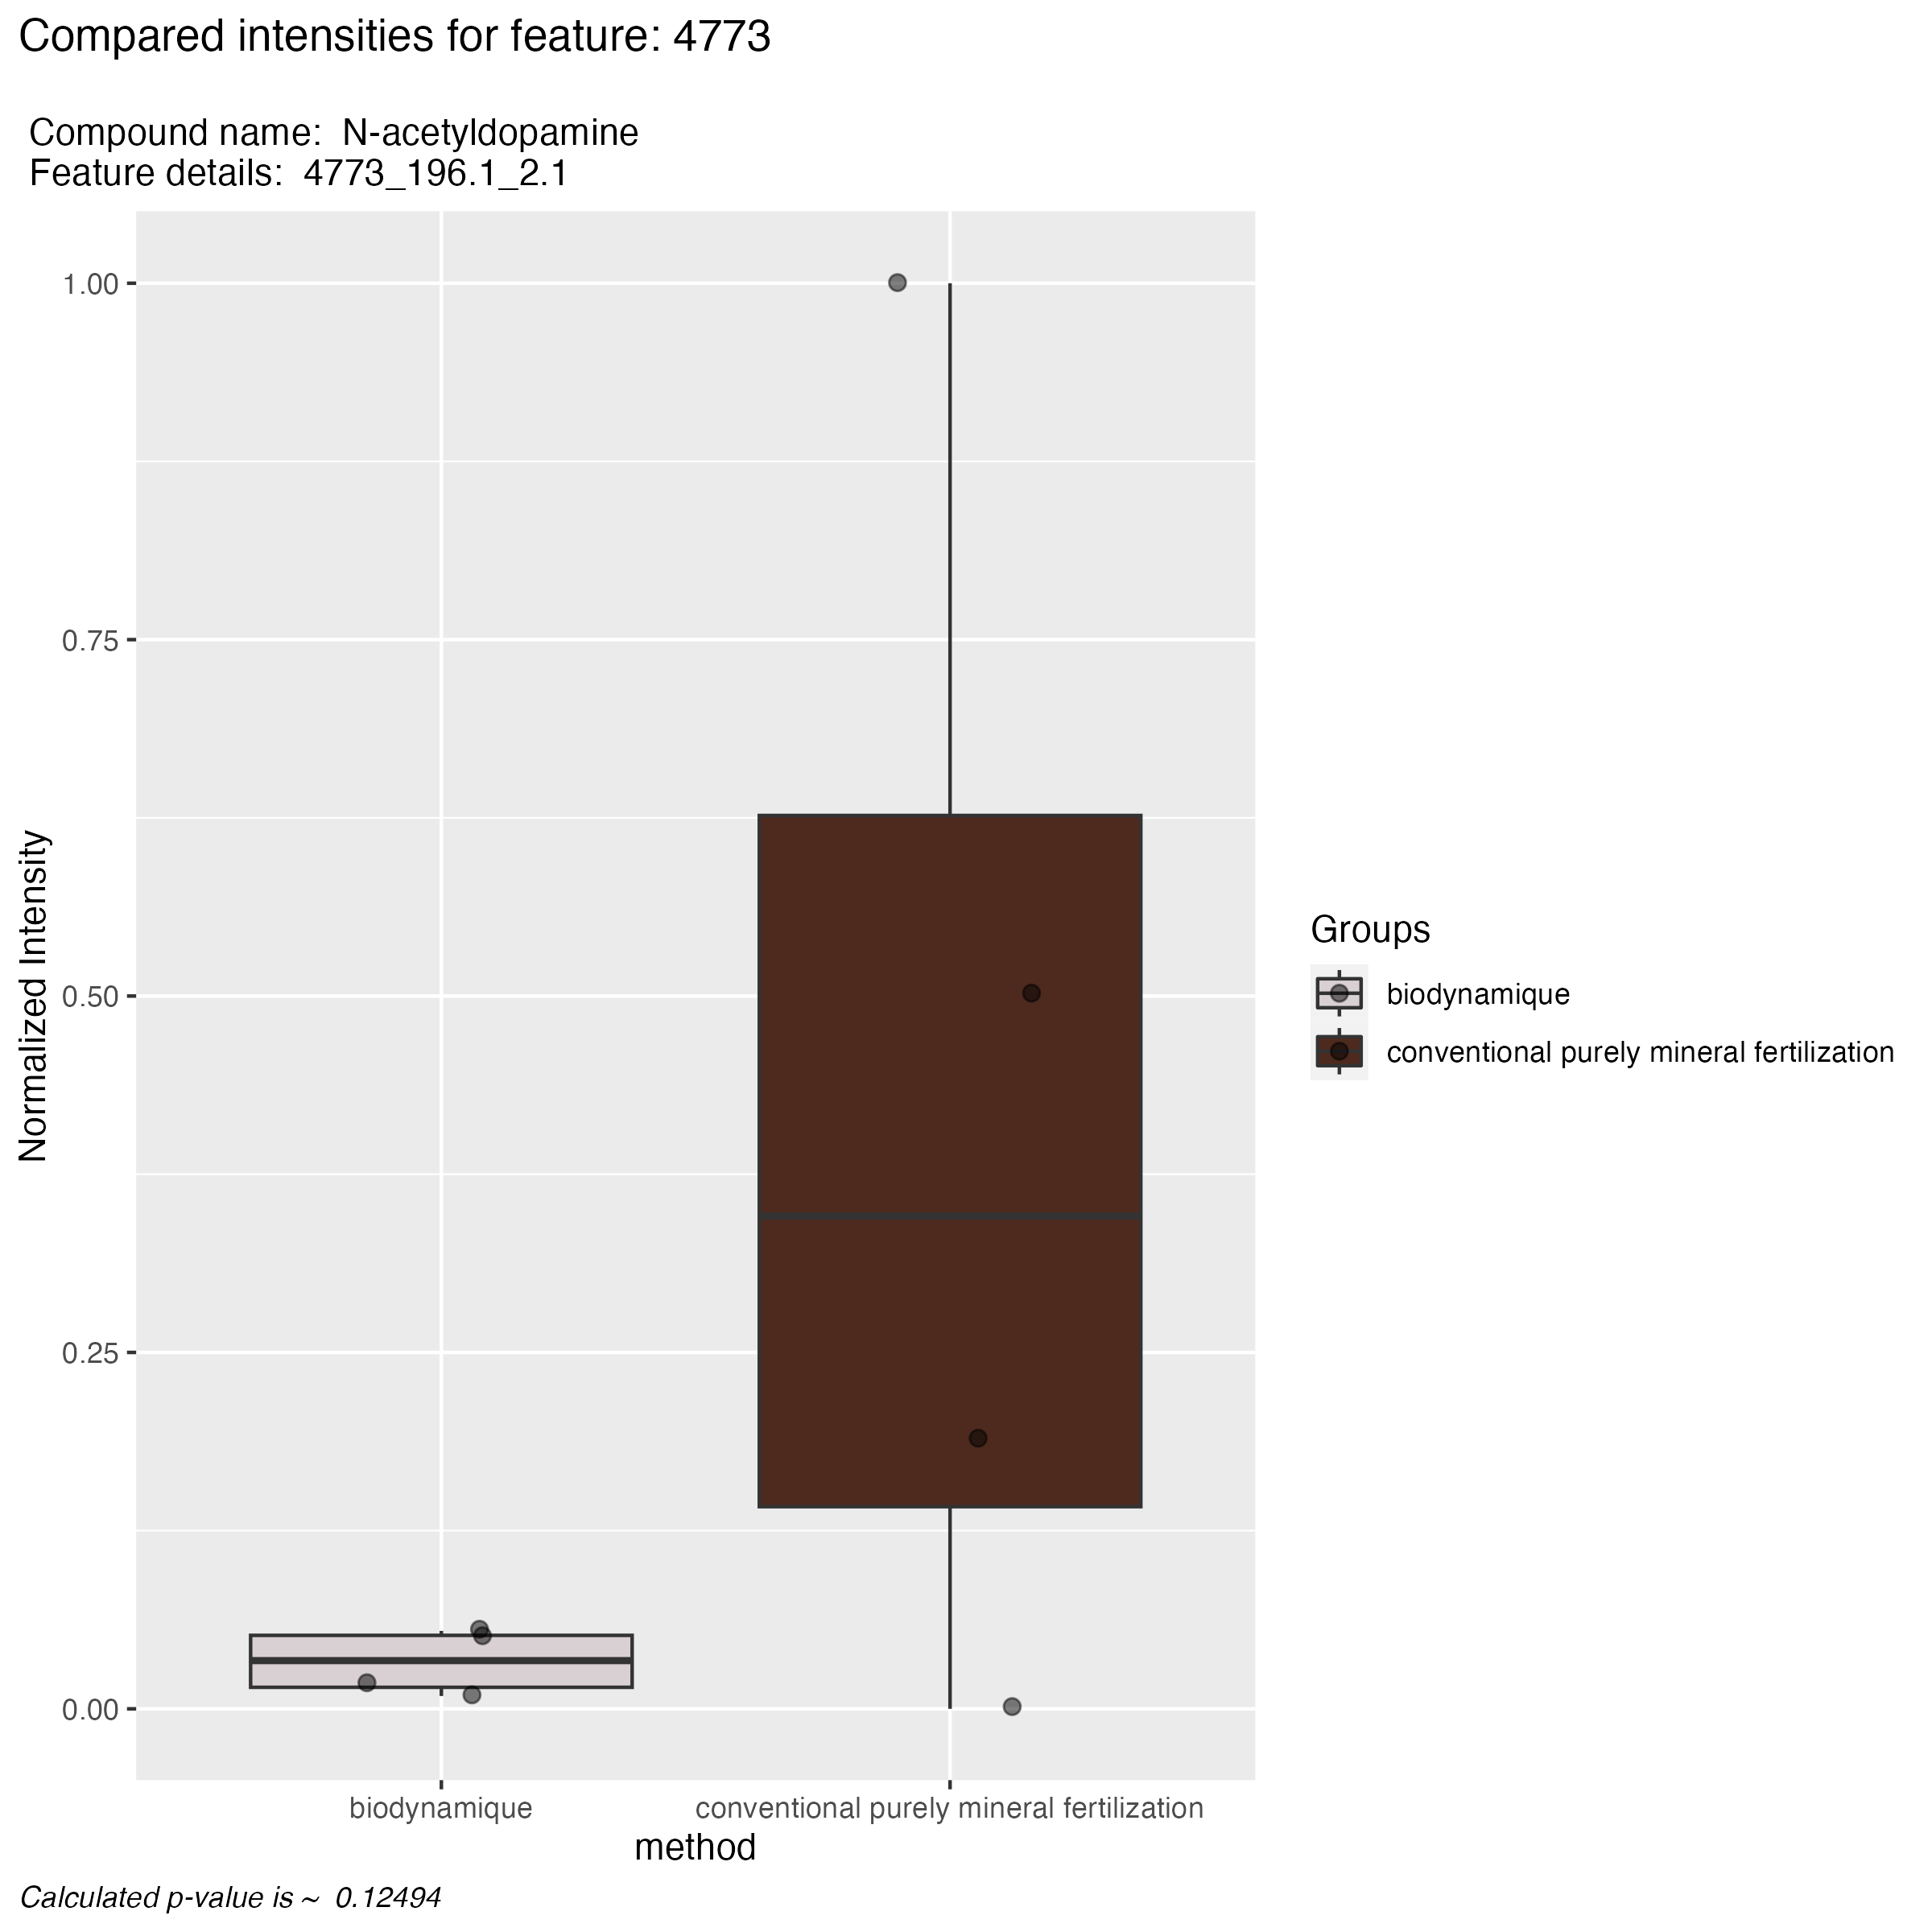 Compared intensities for feature: 4773
Compound name:  N-acetyldopamine
Feature details:  4773_196.1_2.1
1.00
0.75
0.50
0.25
0.00
Normalized Intensity
biodynamique
conventional purely mineral fertilization
method
Groups
biodynamique
conventional purely mineral fertilization
Calculated p-value is ~  0.12494